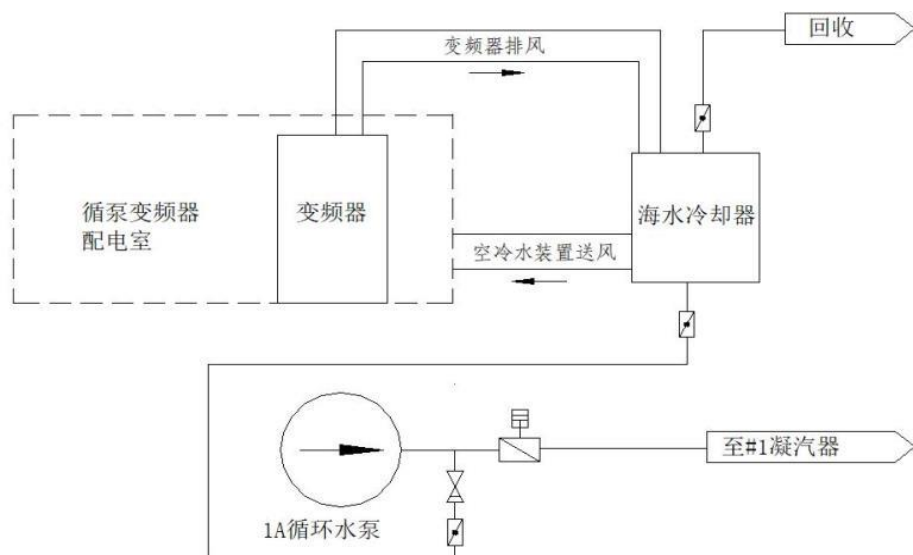 回收
变频器排风
循泵变频器
配电室
变频器
海水冷却器
空冷水装置送风
至#1凝汽器
1A循环水泵